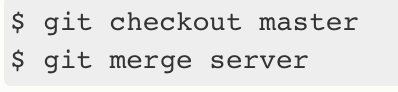 $ git checkout master
$ git merge server